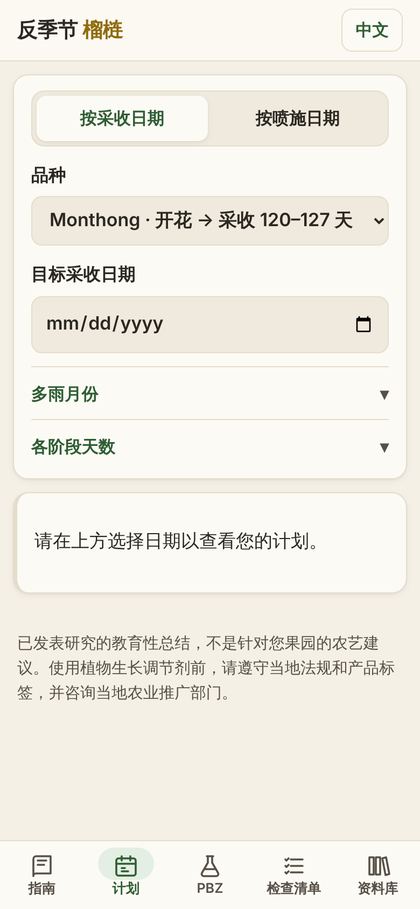 反季节 榴梿
中文
按采收日期
按喷施日期
品种
Monthong · 开花 → 采收 120–127 天
目标采收日期
mm/dd/yyyy
多雨月份
各阶段天数
请在上方选择日期以查看您的计划。
已发表研究的教育性总结，不是针对您果园的农艺建
议。使用植物生长调节剂前，请遵守当地法规和产品标
签，并咨询当地农业推广部门。
指南
计划
PBZ
检查清单
资料库